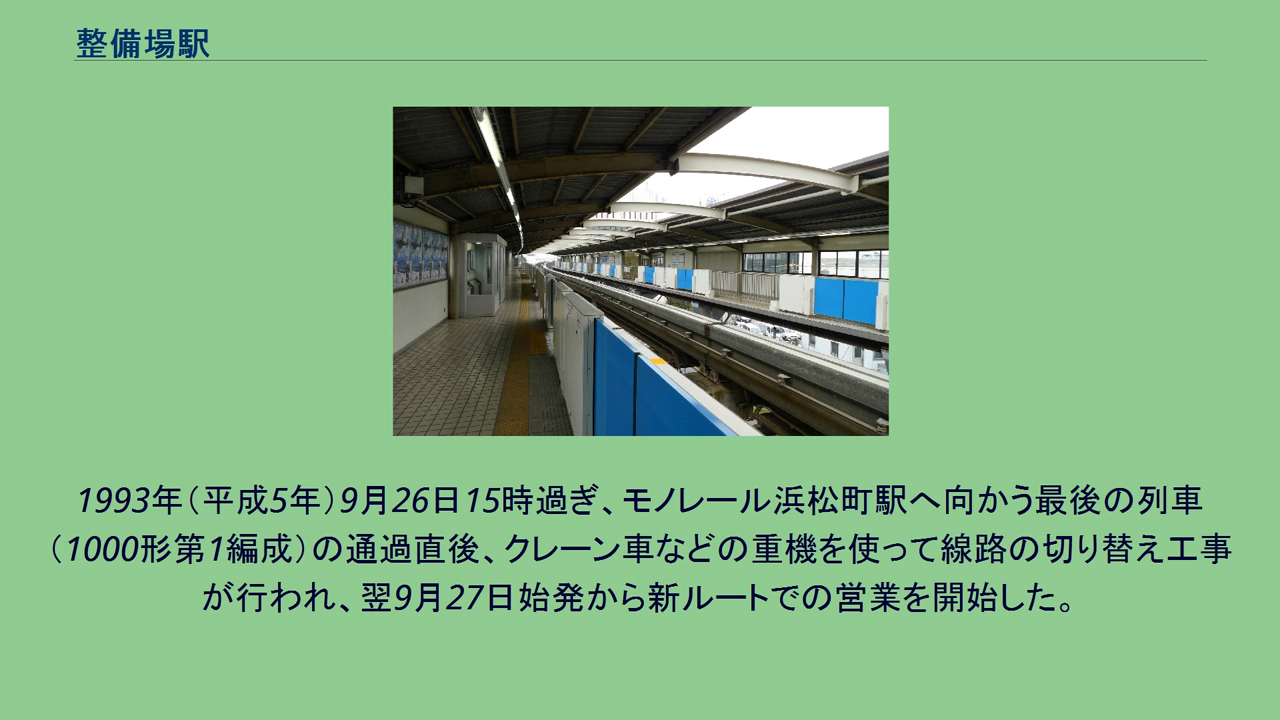 整備場駅
1993年（平成5年）9月26日15時過ぎ、モノレール浜松町駅へ向かう最後の列車
（1000形第1編成）の通過直後、クレーン車などの重機を使って線路の切り替え工事
が行われ、翌9月27日始発から新ルートでの営業を開始した。